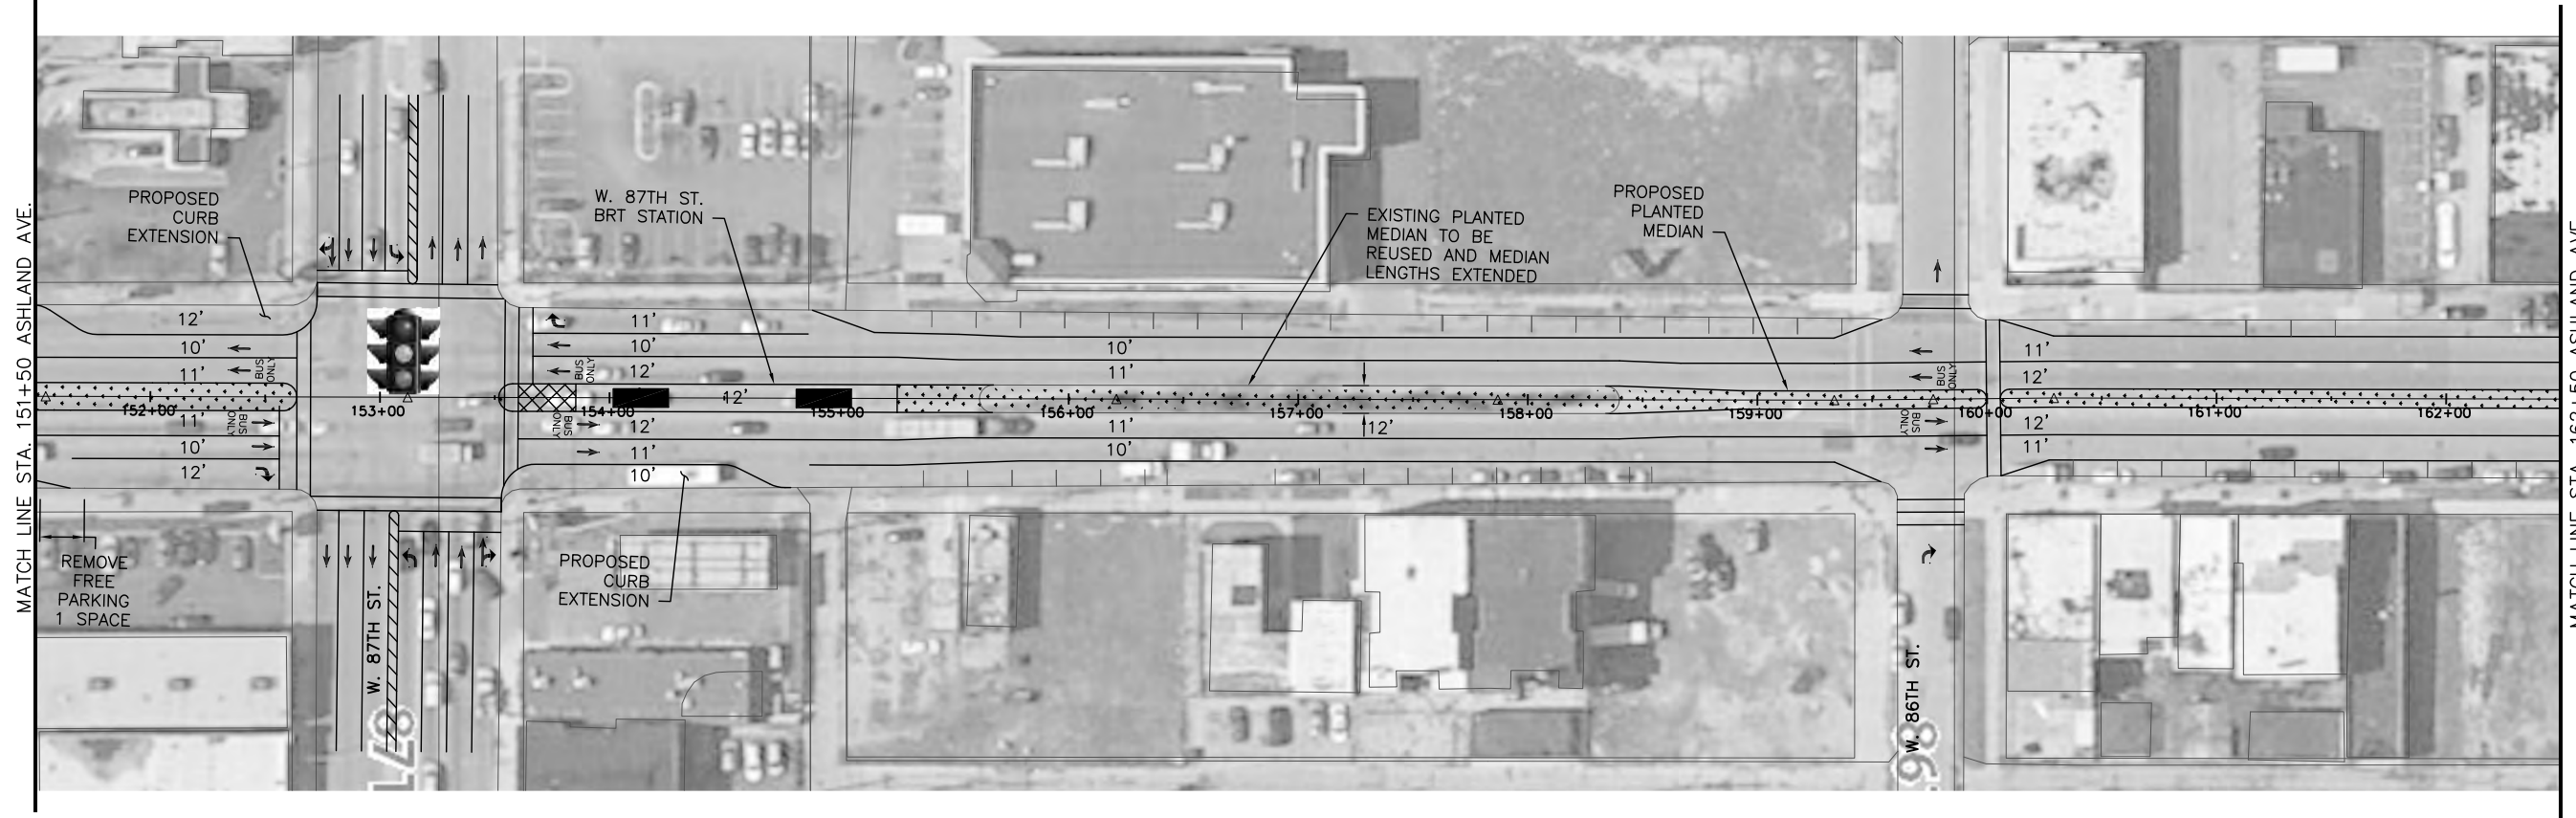 MATCH LINE STA. 151+50 ASHLAND AVE.
PROPOSED
CURB
EXTENSION
W. 87TH ST.
BRT STATION
EXISTING PLANTED
MEDIAN TO BE
REUSED AND MEDIAN
LENGTHS EXTENDED
PROPOSED
PLANTED
MEDIAN
12'
10'
11'
BUS
ONLY
11'
10'
12'
BUS
ONLY
10'
11'
11'
12'
BUS
ONLY
152+00
153+00
154+00
12'
155+00
156+00
157+00
158+00
159+00
160+00
161+00
162+00
11'
10'
12'
BUS
ONLY
12'
11'
10'
BUS
ONLY
11'
10'
12'
BUS
ONLY
12'
11'
REMOVE
FREE
PARKING
1 SPACE
PROPOSED
CURB
EXTENSION
W. 87TH ST.
W. 86TH ST.